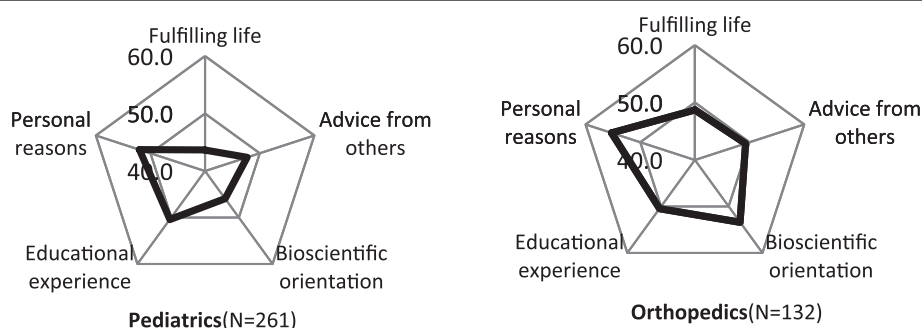 Fulfilling life
60.0
Personal
reasons
50.0
Advice from
others
40.0
Educational
experience
Bioscientific
orientation
Pediatrics(N=261)
Fulfilling life
60.0
Personal
reasons
50.0
Advice from
others
40.0
Educational
experience
Bioscientific
orientation
Orthopedics(N=132)